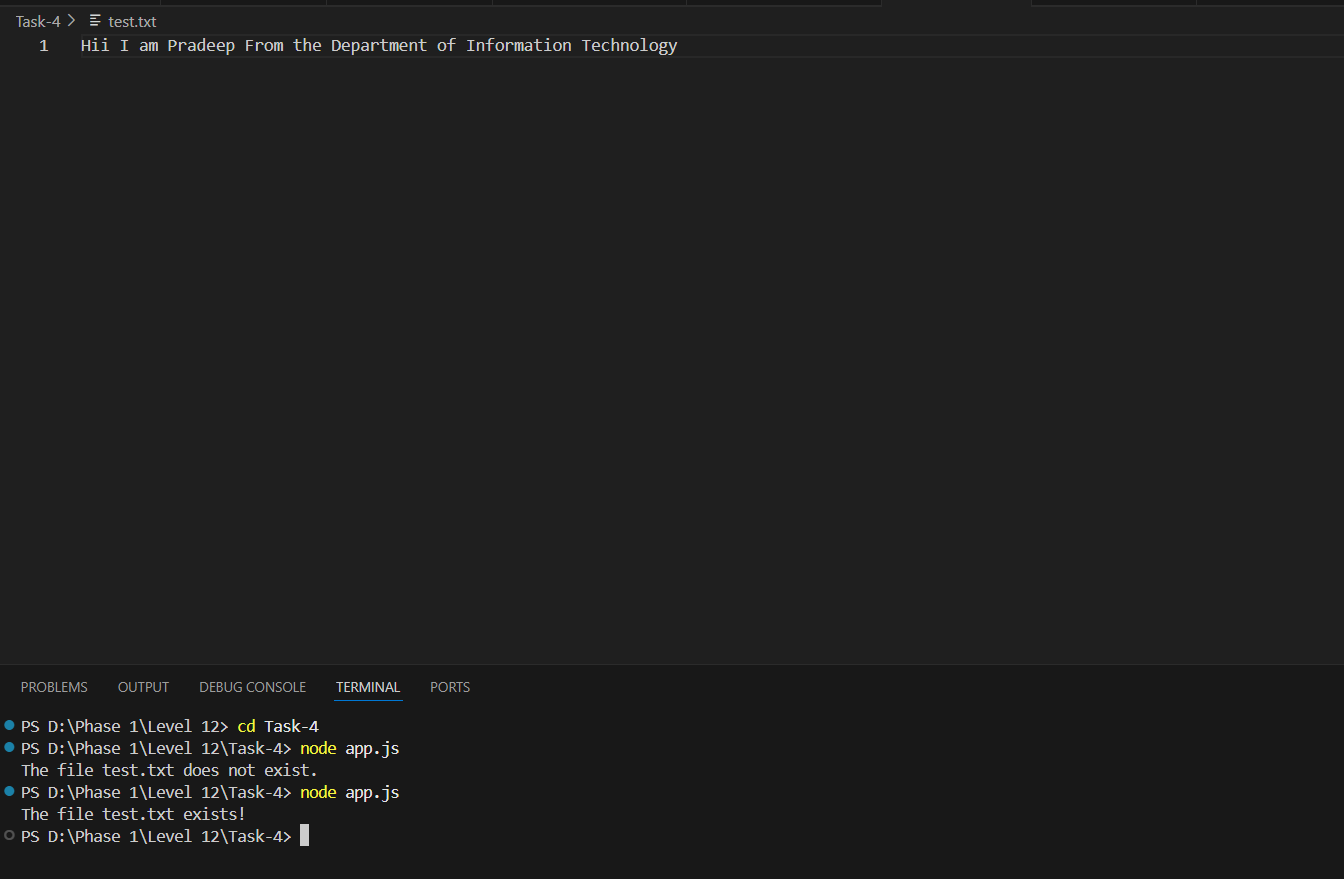 Task-4 > test.txt
1 Hii I am Pradeep From the Department of Information Technology
PROBLEMS OUTPUT DEBUG CONSOLE TERMINAL PORTS
PS D:\Phase 1\Level 12> cd Task-4
PS D:\Phase 1\Level 12\Task-4> node app.js
The file test.txt does not exist.
PS D:\Phase 1\Level 12\Task-4> node app.js
The file test.txt exists!
PS D:\Phase 1\Level 12\Task-4>